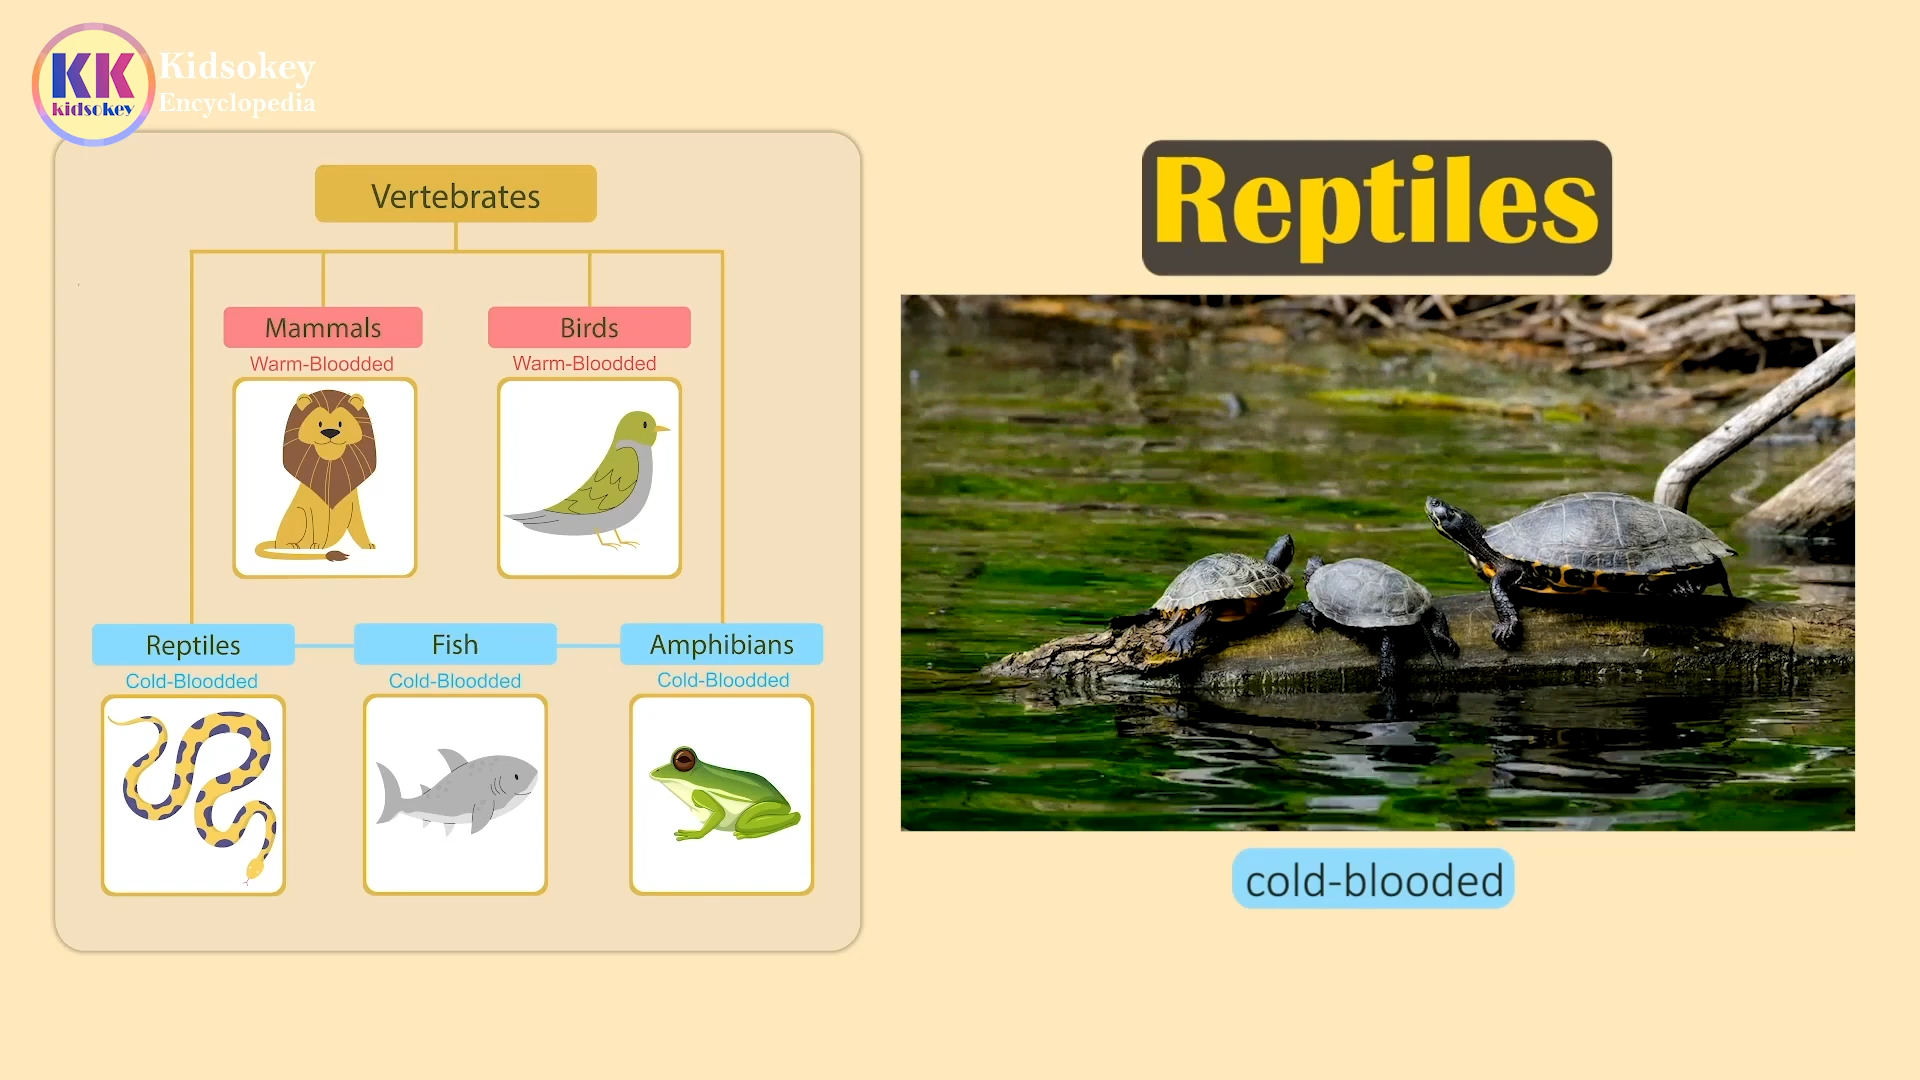 KK
kidsokey
Kidsokey
Encyclopedia
Vertebrates
Mammals
Warm-Bloodded
Birds
Warm-Bloodded
Reptiles
Cold-Bloodded
Fish
Cold-Bloodded
Amphibians
Cold-Bloodded
Reptiles
cold-blooded